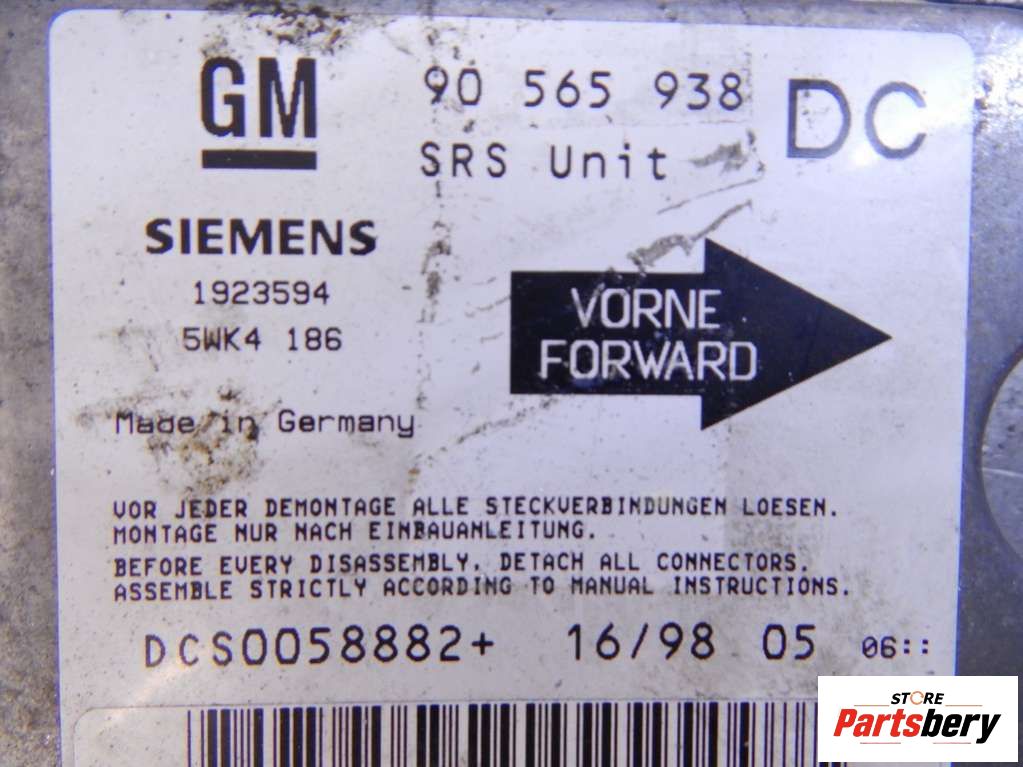 GM
90 565 938
DC
SRS Unit
SIEMENS
1923594
5WK4 186
VORNE
FORWARD
Made in Germany
VOR JEDER DEMONTAGE ALLE STECKVERBINDUNGEN LOESEN.
MONTAGE NUR NACH EINBAUANLEITUNG.
BEFORE EVERY DISASSEMBLY, DETACH ALL CONNECTORS.
ASSEMBLE STRICTLY ACCORDING TO MANUAL INSTRUCTIONS.
DCS0058882+ 16/98 05 06::
STORE
Partsbery